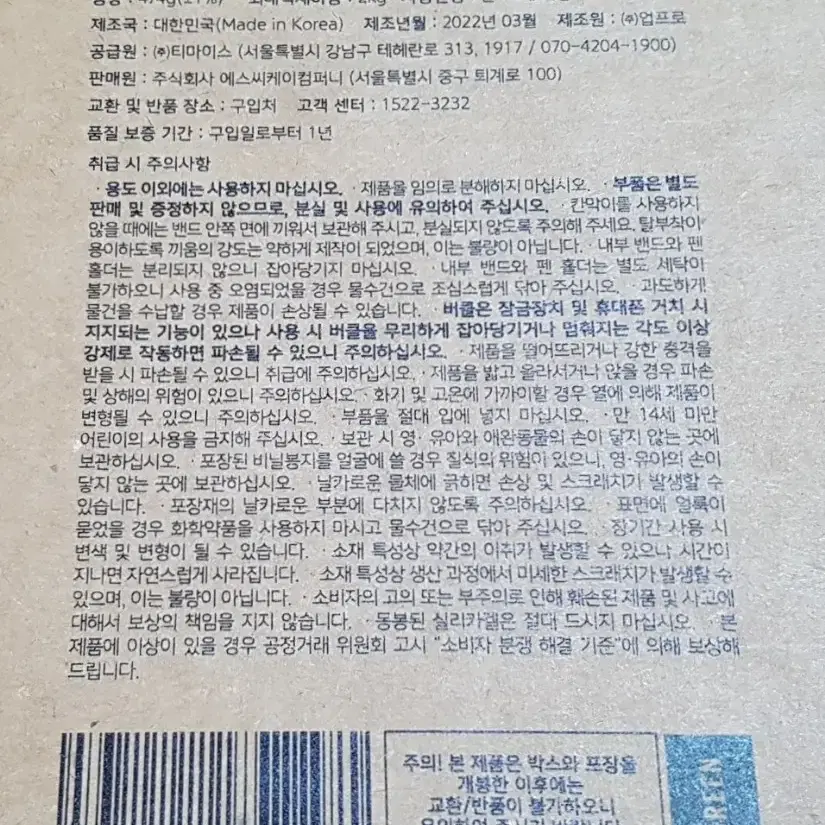 474g(±1%)
제조국 : 대한민국(Made in Korea) 제조년월 : 2022년 03월 제조원 : ㈜업프로
공급원 : ㈜티마이스 (서울특별시 강남구 테헤란로 313, 1917 / 070-4204-1900)
판매원 : 주식회사 에스씨케이컴퍼니 (서울특별시 중구 퇴계로 100)
교환 및 반품 장소 : 구입처 고객 센터 : 1522-3232
품질 보증 기간 : 구입일로부터 1년
취급 시 주의사항
· 용도 이외에는 사용하지 마십시오. · 제품을 임의로 분해하지 마십시오. · 부품은 별도
판매 및 증정하지 않으므로, 분실 및 사용에 유의하여 주십시오. · 칸막이를 사용하지
않을 때에는 밴드 안쪽 면에 끼워서 보관해 주시고, 분실되지 않도록 주의해 주세요. 탈부착이
용이하도록 끼움의 강도는 약하게 제작이 되었으며, 이는 불량이 아닙니다. · 내부 밴드와 펜
홀더는 분리되지 않으니 잡아당기지 마십시오. · 내부 밴드와 펜 홀더는 별도 세탁이
불가하오니 사용 중 오염되었을 경우 물수건으로 조심스럽게 닦아 주십시오. · 과도하게
물건을 수납할 경우 제품이 손상될 수 있습니다. · 버클은 잠금장치 및 휴대폰 거치 시
지지되는 기능이 있으나 사용 시 버클을 무리하게 잡아당기거나 멈춰지는 각도 이상
강제로 작동하면 파손될 수 있으니 주의하십시오. · 제품을 떨어뜨리거나 강한 충격을
받을 시 파손될 수 있으니 취급에 주의하십시오. · 제품을 밟고 올라서거나 앉을 경우 파손
및 상해의 위험이 있으니 주의하십시오. · 화기 및 고온에 가까이할 경우 열에 의해 제품이
변형될 수 있으니 주의하십시오. · 부품을 절대 입에 넣지 마십시오. · 만 14세 미만
어린이의 사용을 금지해 주십시오. · 보관 시 영·유아와 애완동물의 손이 닿지 않는 곳에
보관하십시오. · 포장된 비닐봉지를 얼굴에 쓸 경우 질식의 위험이 있으니, 영·유아의 손이
닿지 않는 곳에 보관하십시오. · 날카로운 물체에 긁히면 손상 및 스크래치가 발생할 수
있습니다. · 포장재의 날카로운 부분에 다치지 않도록 주의하십시오. · 표면에 얼룩이
묻었을 경우 화학약품을 사용하지 마시고 물수건으로 닦아 주십시오. · 장기간 사용 시
변색 및 변형이 될 수 있습니다. · 소재 특성상 약간의 이취가 발생할 수 있으나 시간이
지나면 자연스럽게 사라집니다. · 소재 특성상 생산 과정에서 미세한 스크래치가 발생할 수
있으며, 이는 불량이 아닙니다. · 소비자의 고의 또는 부주의로 인해 훼손된 제품 및 사고에
대해서 보상의 책임을 지지 않습니다. · 동봉된 실리카겔은 절대 드시지 마십시오. · 본
제품에 이상이 있을 경우 공정거래 위원회 고시 "소비자 분쟁 해결 기준"에 의해 보상해
드립니다.
주의! 본 제품은 박스와 포장을
개봉한 이후에는
교환/반품이 불가하오니
REEN